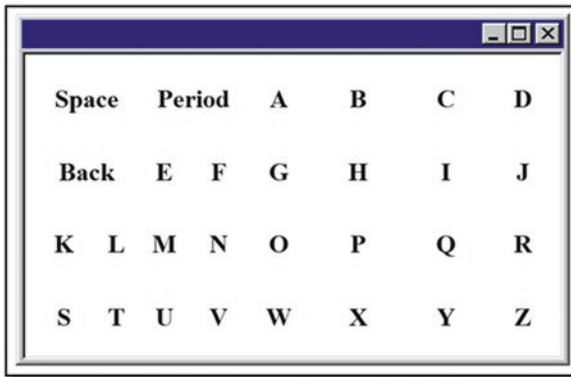 Space Period A B C D
Back E F G H I J
K L M N O P Q R
S T U V W X Y Z